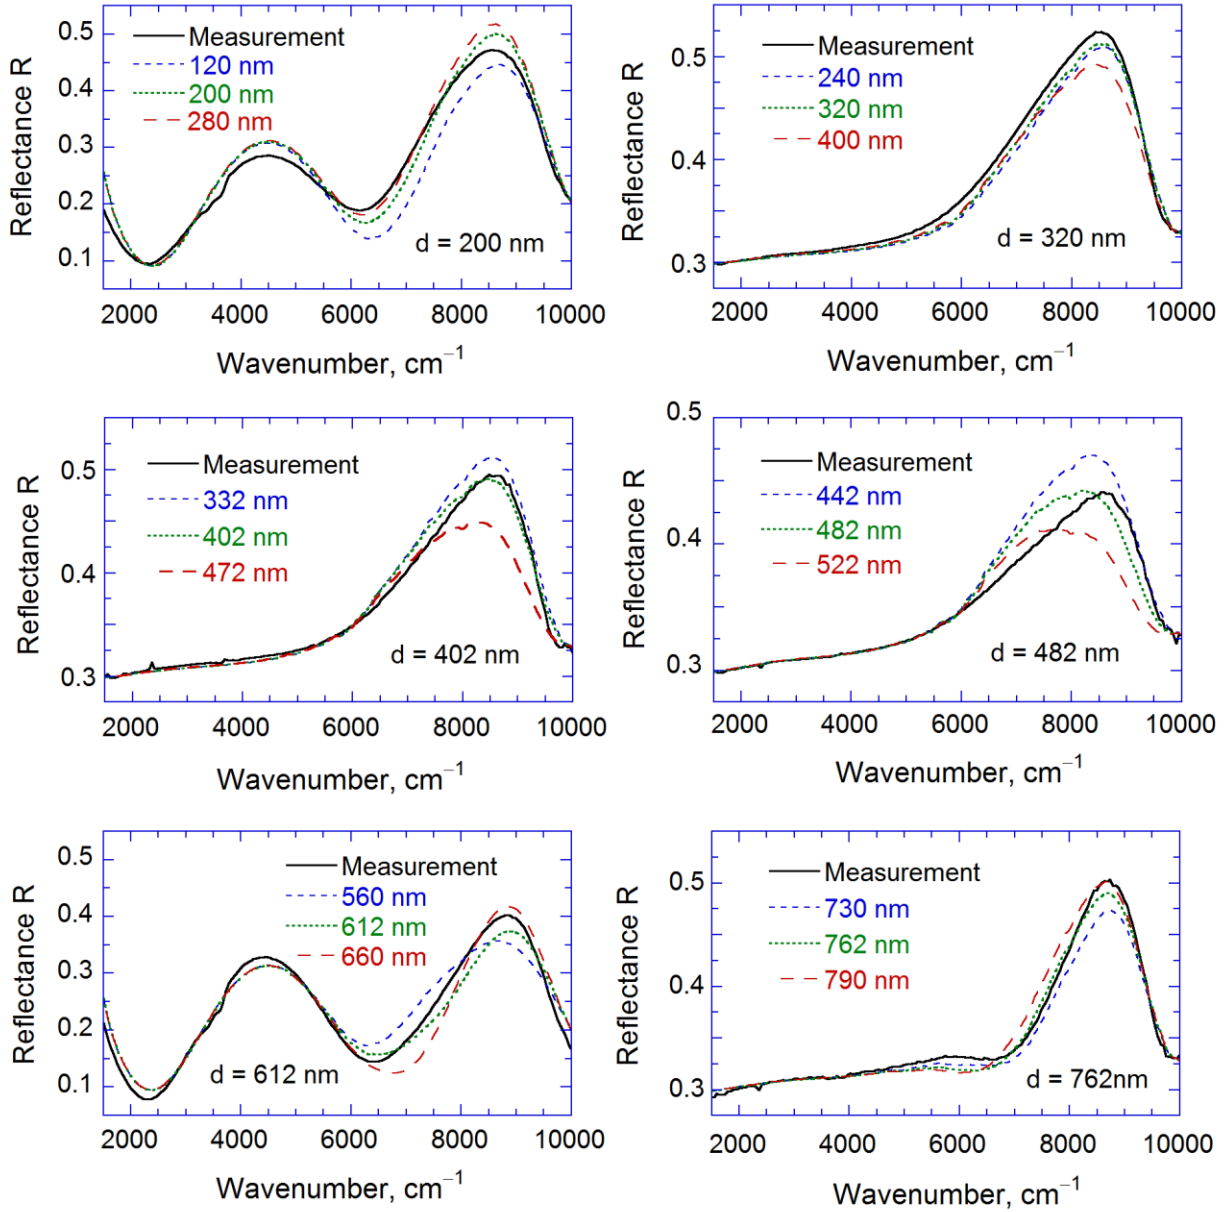 0.5
0.4
0.3
0.2
0.1
Reflectance R
Measurement
120 nm
200 nm
280 nm
d = 200 nm
2000 4000 6000 8000 10000
Wavenumber, cm⁻¹
0.5
0.4
0.3
Reflectance R
Measurement
240 nm
320 nm
400 nm
d = 320 nm
2000 4000 6000 8000 10000
Wavenumber, cm⁻¹
0.5
0.4
0.3
Reflectance R
Measurement
332 nm
402 nm
472 nm
d = 402 nm
2000 4000 6000 8000 10000
Wavenumber, cm⁻¹
0.5
0.4
0.3
Reflectance R
Measurement
442 nm
482 nm
522 nm
d = 482 nm
2000 4000 6000 8000 10000
Wavenumber, cm⁻¹
0.5
0.4
0.3
0.2
0.1
Reflectance R
Measurement
560 nm
612 nm
660 nm
d = 612 nm
2000 4000 6000 8000 10000
Wavenumber, cm⁻¹
0.5
0.4
0.3
Reflectance R
Measurement
730 nm
762 nm
790 nm
d = 762nm
2000 4000 6000 8000 10000
Wavenumber, cm⁻¹